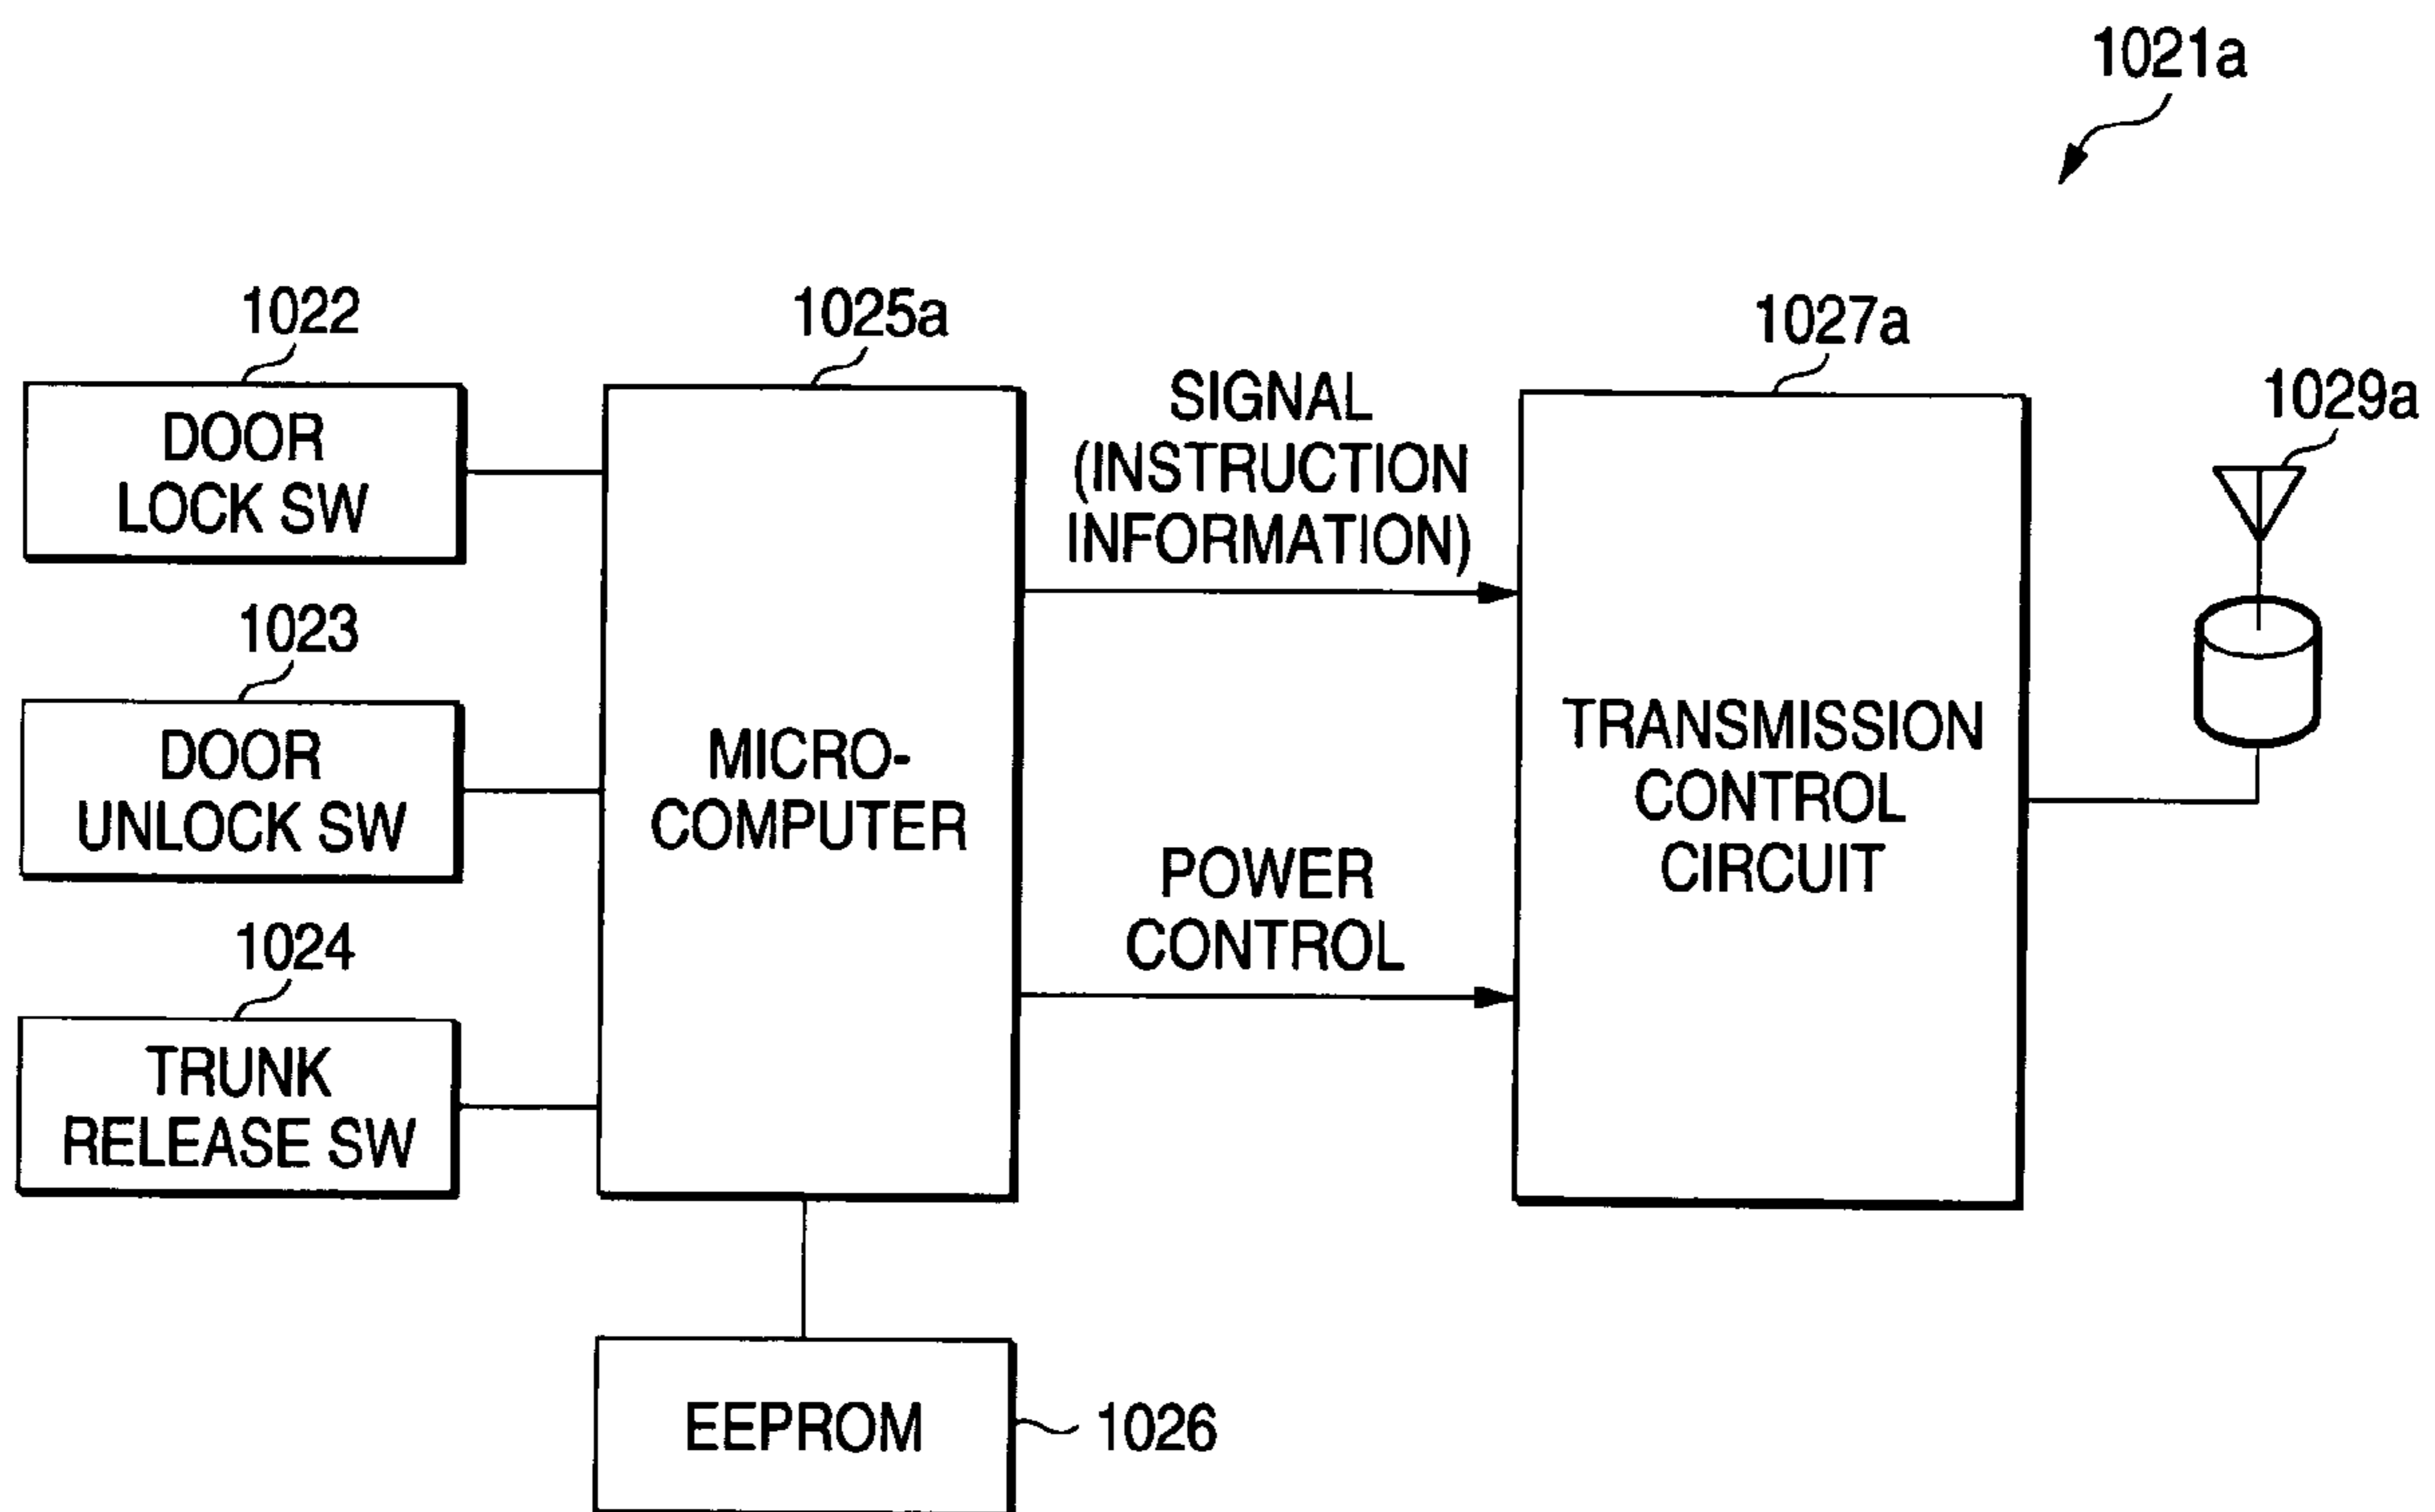 1021a
1022
1025a
1027a
1029a
DOOR
LOCK SW
SIGNAL
(INSTRUCTION
INFORMATION)
1023
DOOR
UNLOCK SW
MICRO-
COMPUTER
TRANSMISSION
CONTROL
CIRCUIT
POWER
CONTROL
1024
TRUNK
RELEASE SW
EEPROM
1026